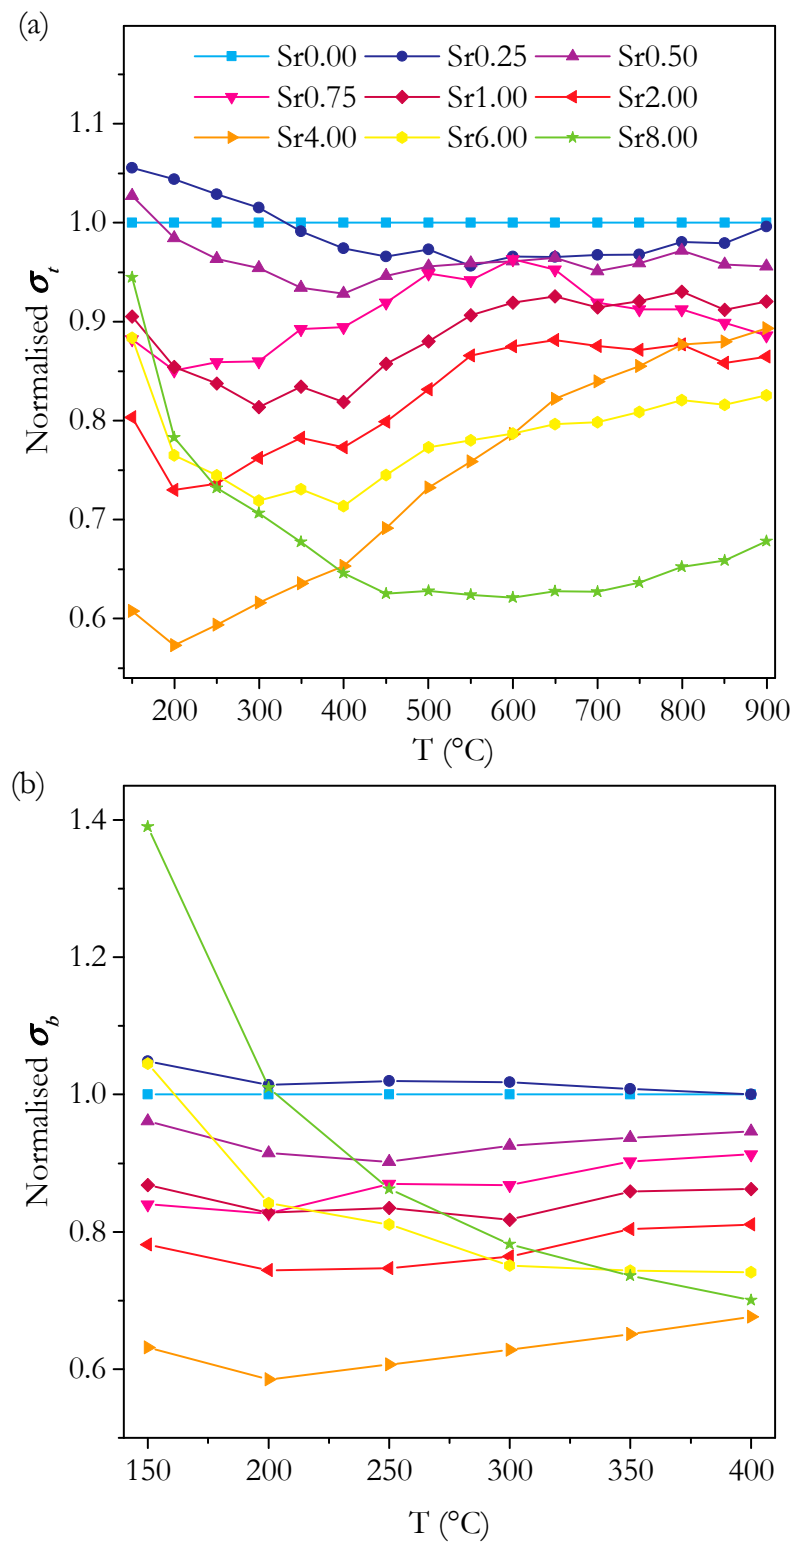 (a)
Sr0.00 Sr0.25 Sr0.50
Sr0.75 Sr1.00 Sr2.00
Sr4.00 Sr6.00 Sr8.00
1.1
1.0
0.9
0.8
0.7
0.6
Normalised σt
200 300 400 500 600 700 800 900
T (°C)
(b)
1.4
1.2
1.0
0.8
0.6
Normalised σb
150 200 250 300 350 400
T (°C)